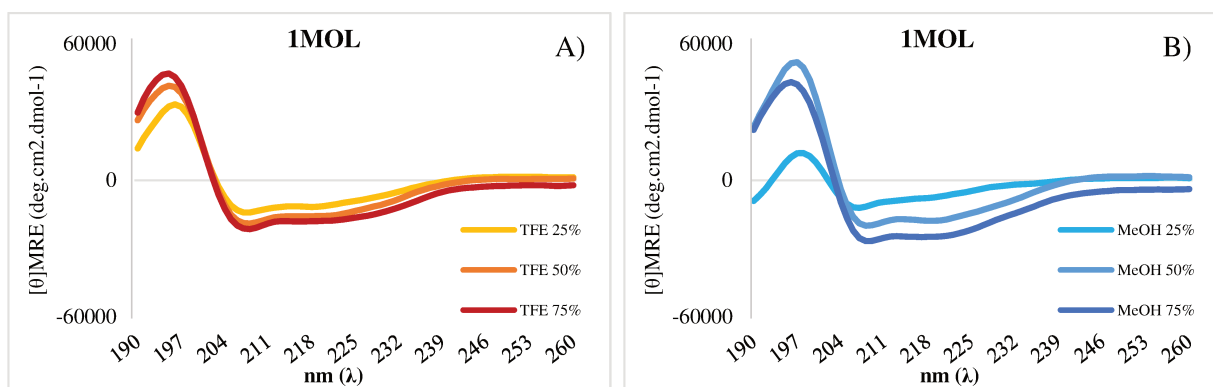 1MOL
A)
[θ]MRE (deg.cm2.dmol-1)
60000
0
-60000
TFE 25%
TFE 50%
TFE 75%
190 197 204 211 218 225 232 239 246 253 260
nm (λ)
1MOL
B)
[θ]MRE (deg.cm2.dmol-1)
60000
0
-60000
MeOH 25%
MeOH 50%
MeOH 75%
190 197 204 211 218 225 232 239 246 253 260
nm (λ)